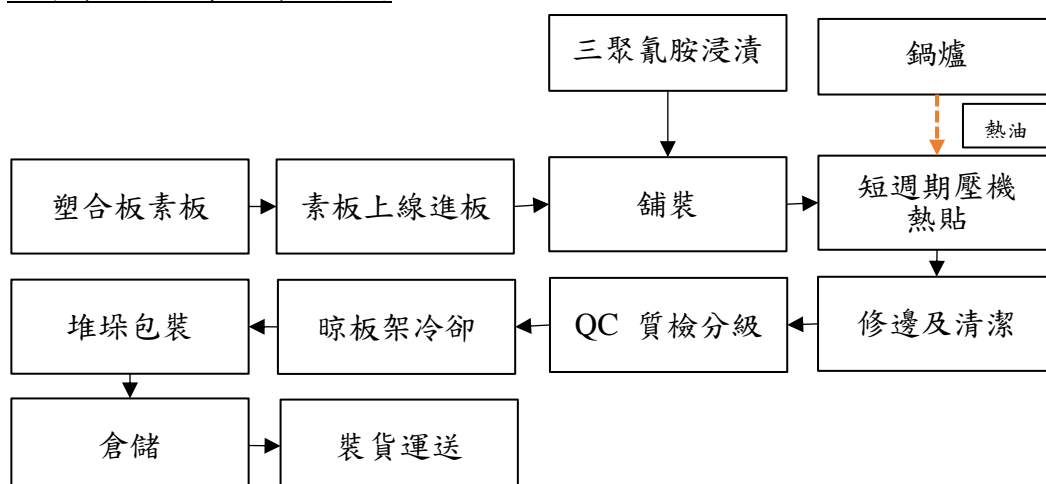 三聚氰胺浸漬
鍋爐
熱油
塑合板素板
素板上線進板
舖裝
短週期壓機
熱貼
堆垛包裝
晾板架冷卻
QC 質檢分級
修邊及清潔
倉儲
裝貨運送